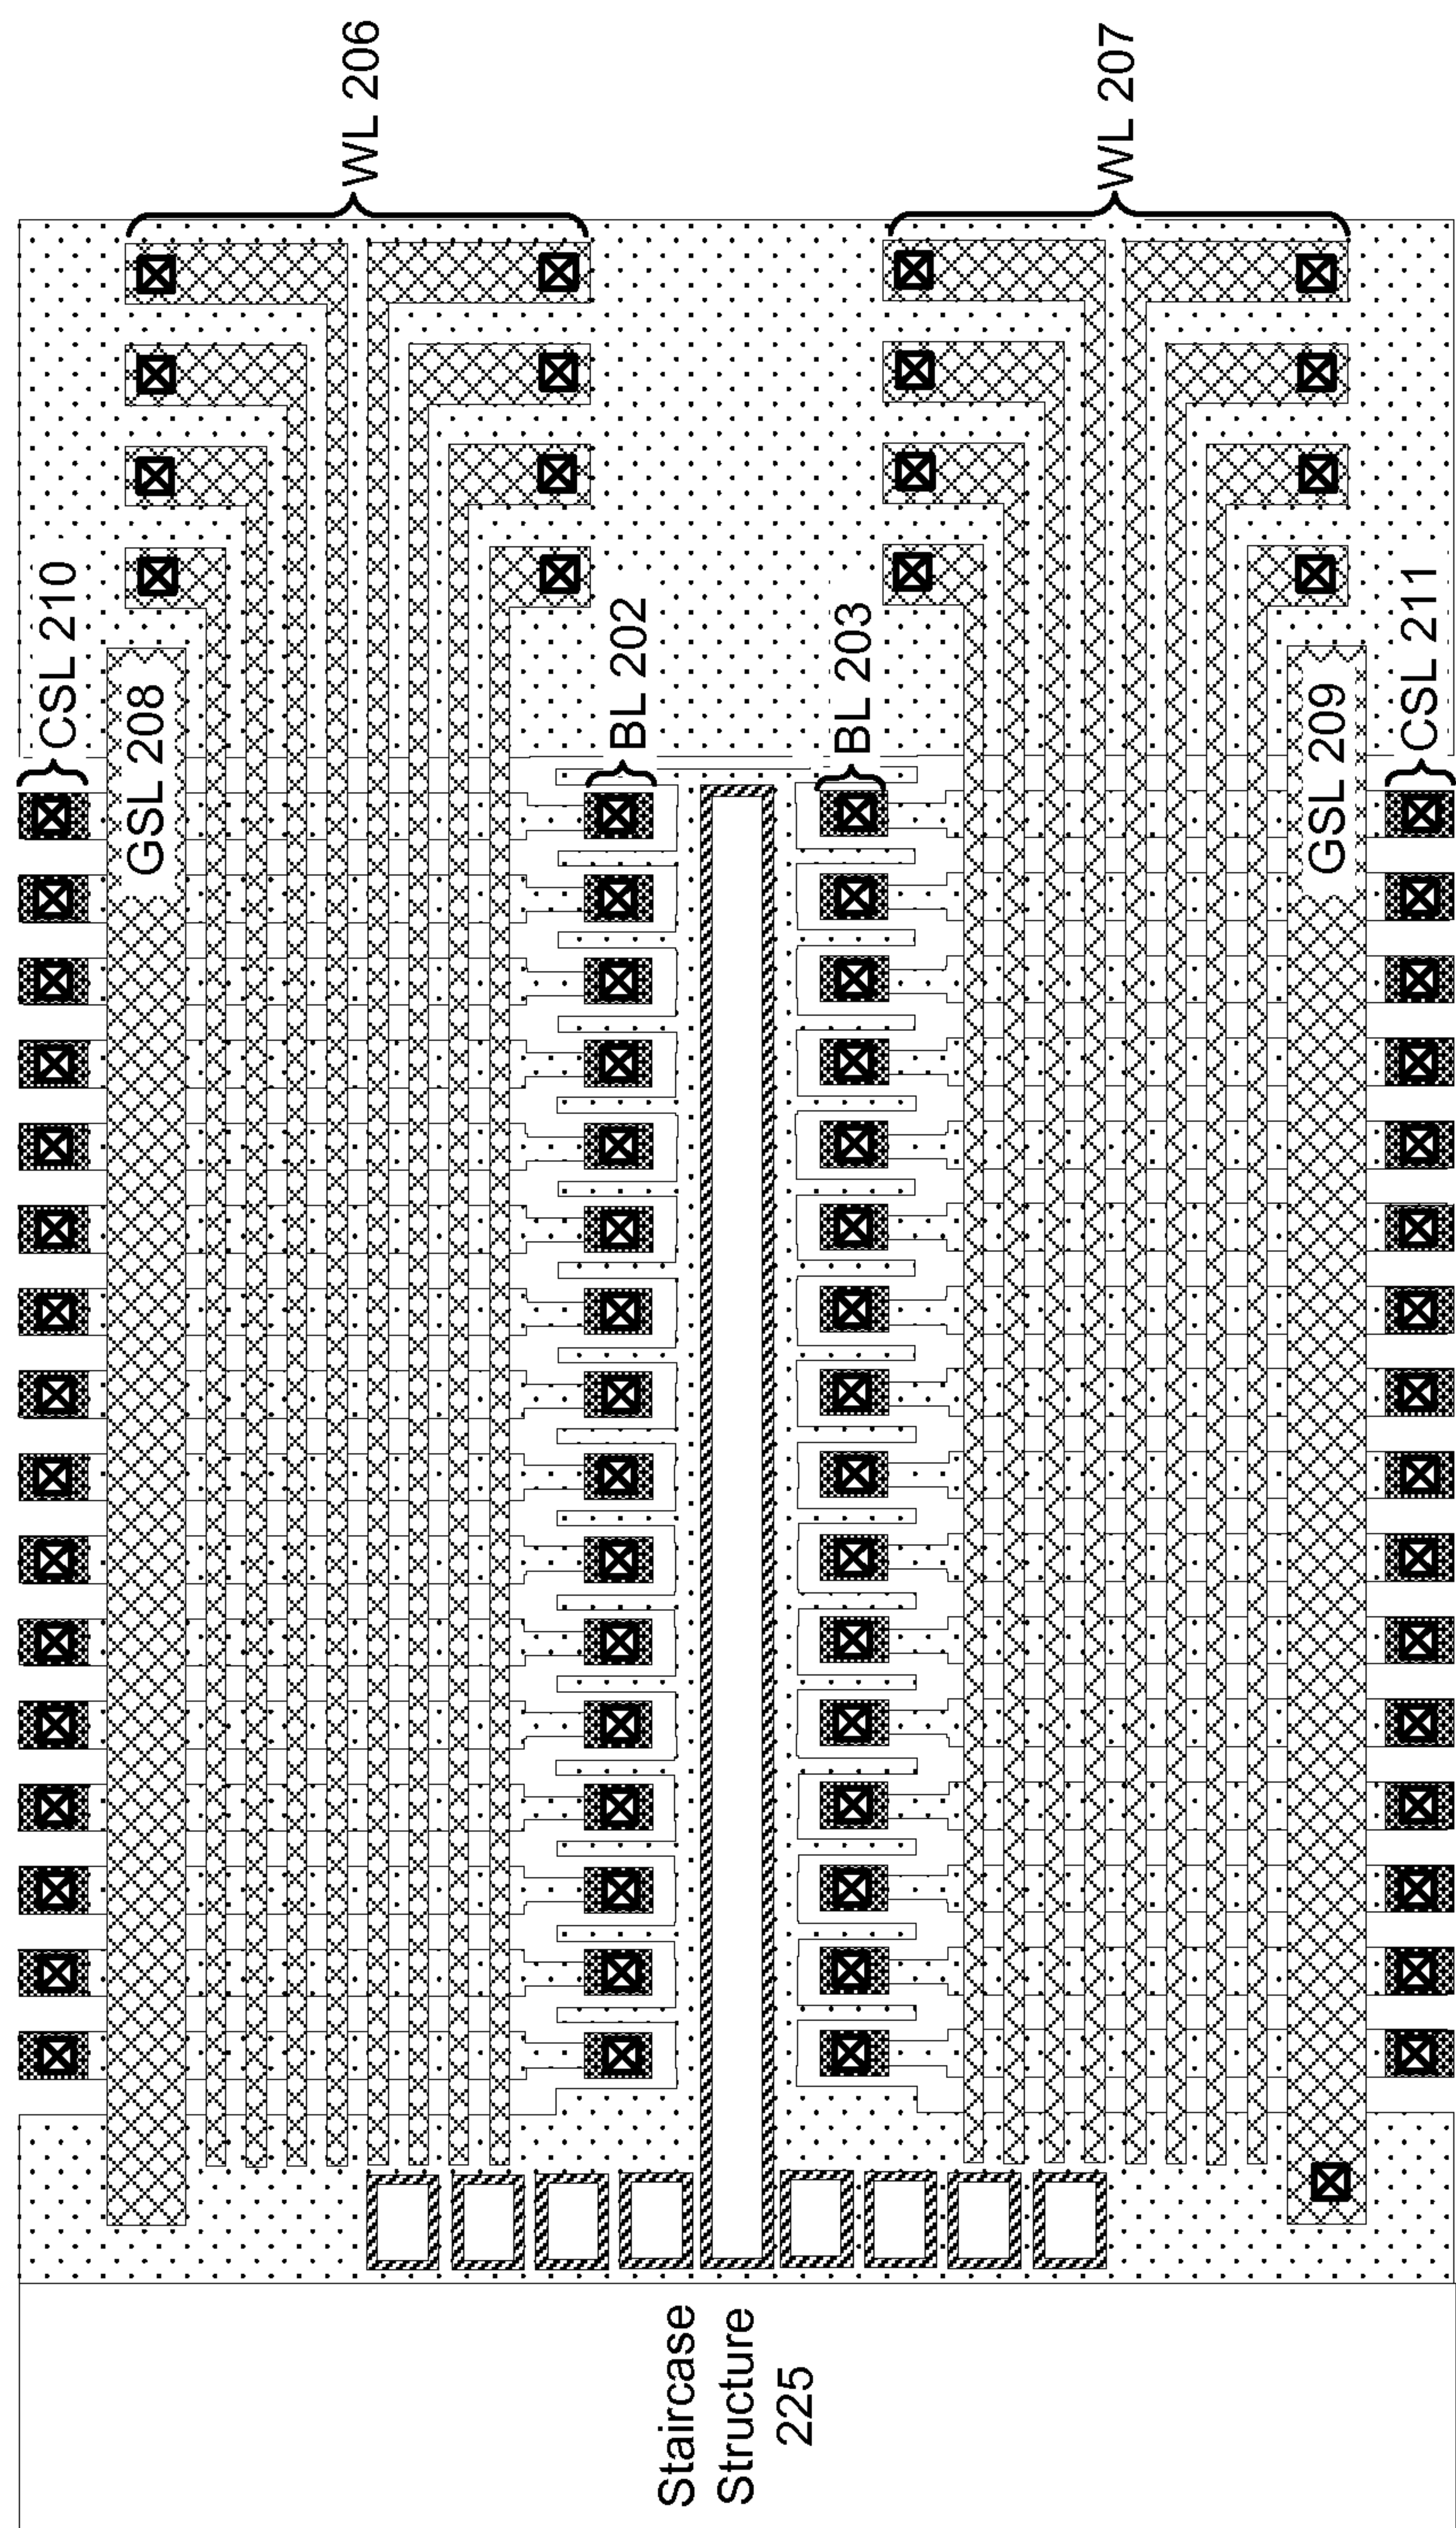 WL 206
WL 207
CSL 210
GSL 208
BL 202
BL 203
GSL 209
CSL 211
Staircase
Structure
225